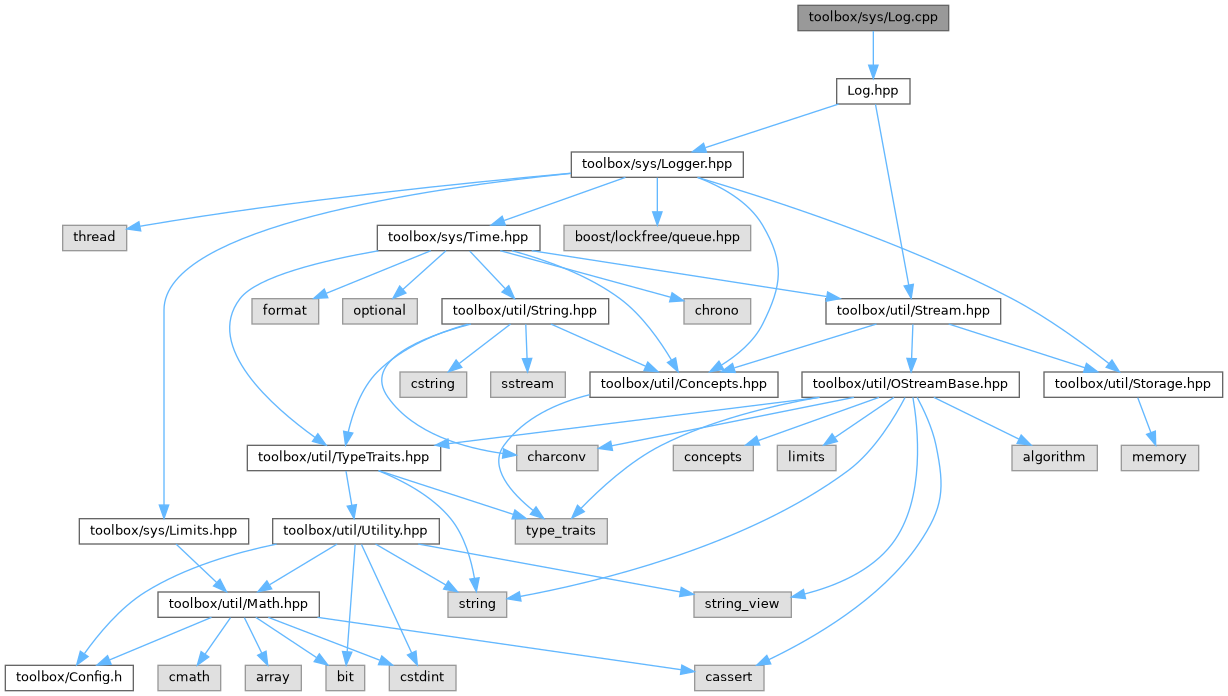 toolbox/sys/Log.cpp
Log.hpp
toolbox/sys/Logger.hpp
thread
toolbox/sys/Time.hpp
boost/lockfree/queue.hpp
format
optional
toolbox/util/String.hpp
chrono
toolbox/util/Stream.hpp
cstring
sstream
toolbox/util/Concepts.hpp
toolbox/util/OStreamBase.hpp
toolbox/util/Storage.hpp
toolbox/util/TypeTraits.hpp
charconv
concepts
limits
algorithm
memory
toolbox/sys/Limits.hpp
toolbox/util/Utility.hpp
type_traits
toolbox/util/Math.hpp
string
string_view
toolbox/Config.h
cmath
array
bit
cstdint
cassert